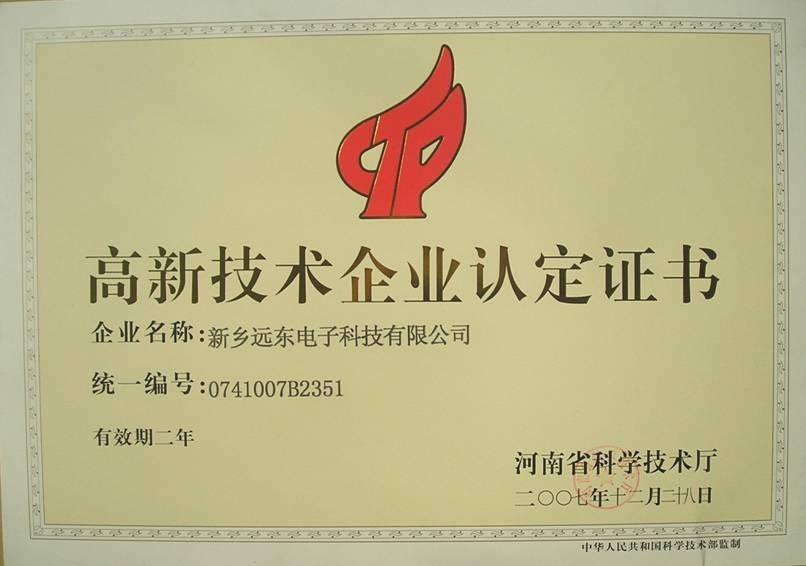 高新技术企业认定证书
企业名称:新乡远东电子科技有限公司
统一编号:0741007B2351
有效期二年
河南省科学技术厅
二〇〇七年十二月二十八日
中华人民共和国科学技术部监制